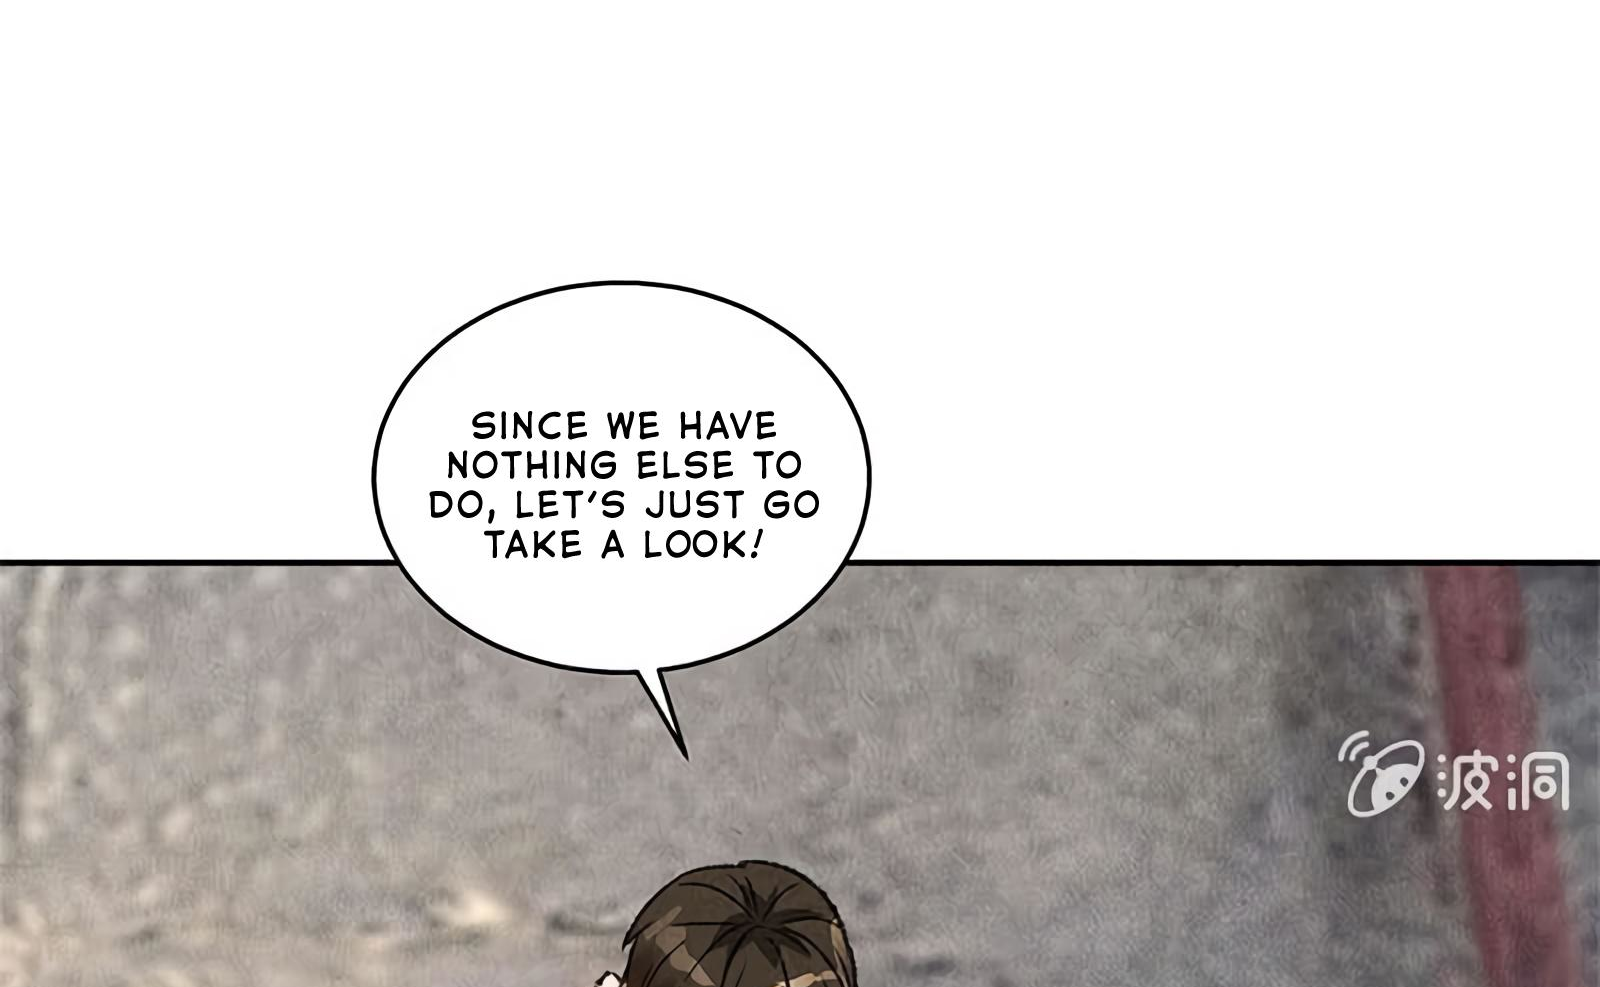 SINCE WE HAVE
NOTHING ELSE TO
DO, LET'S JUST GO
TAKE A LOOK!
波洞